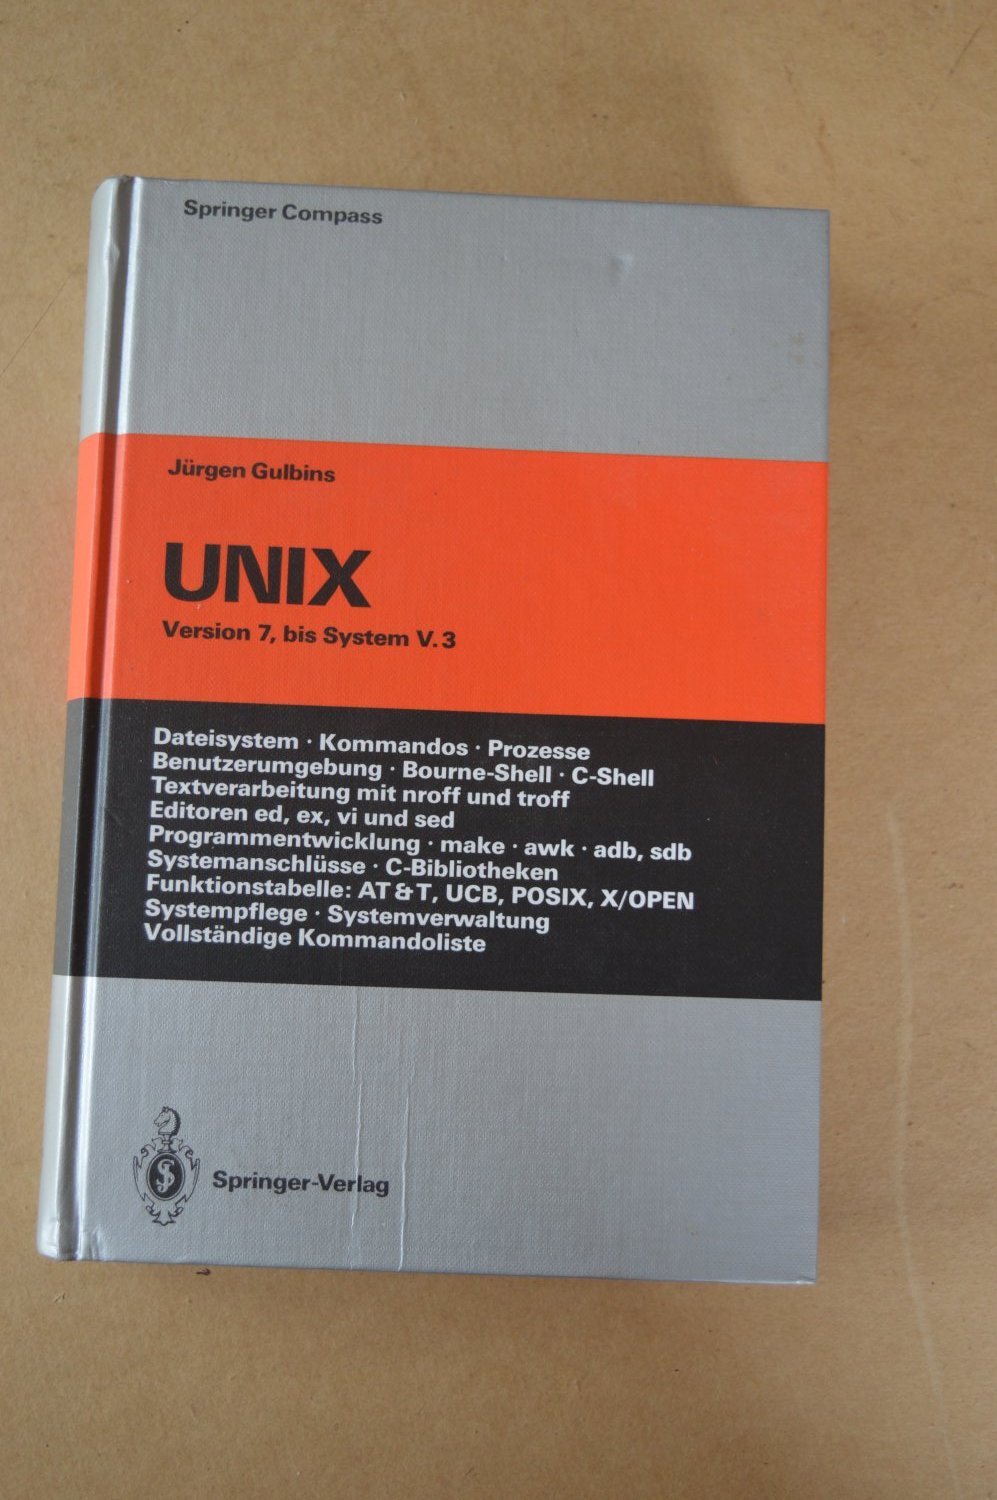 Springer Compass
Jürgen Gulbins
UNIX
Version 7, bis System V.3
Dateisystem · Kommandos · Prozesse
Benutzerumgebung · Bourne-Shell · C-Shell
Textverarbeitung mit nroff und troff
Editoren ed, ex, vi und sed
Programmentwicklung · make · awk · adb, sdb
Systemanschlüsse · C-Bibliotheken
Funktionstabelle: AT&T, UCB, POSIX, X/OPEN
Systempflege · Systemverwaltung
Vollständige Kommandoliste
Springer-Verlag